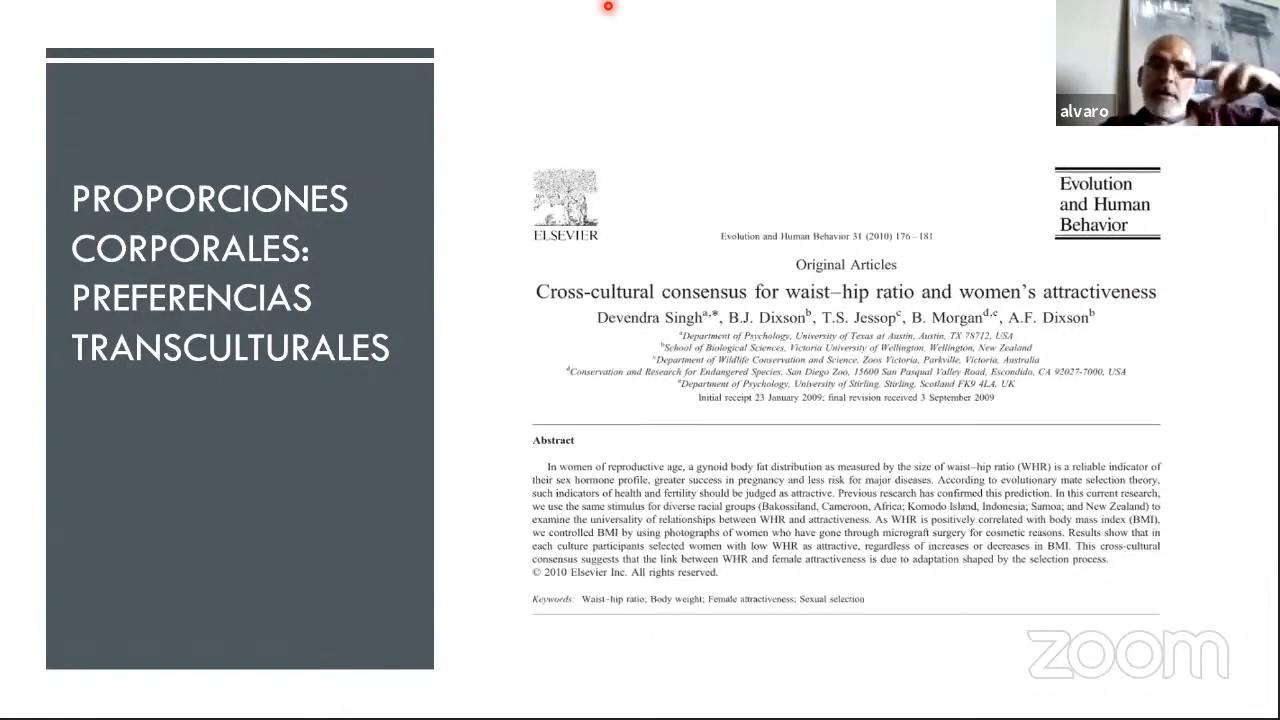 alvaro
PROPORCIONES
CORPORALES:
PREFERENCIAS
TRANSCULTURALES
ELSEVIER
Evolution
and Human
Behavior
Evolution and Human Behavior 31 (2010) 176–181
Original Articles
Cross-cultural consensus for waist–hip ratio and women's attractiveness
Devendra Singha,*, B.J. Dixsonb, T.S. Jessopc, B. Morgand,e, A.F. Dixsonb
aDepartment of Psychology, University of Texas at Austin, Austin, TX 78712, USA
bSchool of Biological Sciences, Victoria University of Wellington, Wellington, New Zealand
cDepartment of Wildlife Conservation and Science, Zoos Victoria, Parkville, Victoria, Australia
dConservation and Research for Endangered Species, San Diego Zoo, 15600 San Pasqual Valley Road, Escondido, CA 92027-7000, USA
eDepartment of Psychology, University of Stirling, Stirling, Scotland FK9 4LA, UK
Initial receipt 23 January 2009; final revision received 3 September 2009
Abstract
In women of reproductive age, a gynoid body fat distribution as measured by the size of waist–hip ratio (WHR) is a reliable indicator of
their sex hormone profile, greater success in pregnancy and less risk for major diseases. According to evolutionary mate selection theory,
such indicators of health and fertility should be judged as attractive. Previous research has confirmed this prediction. In this current research,
we use the same stimulus for diverse racial groups (Bakossiland, Cameroon, Africa; Komodo Island, Indonesia; Samoa; and New Zealand) to
examine the universality of relationships between WHR and attractiveness. As WHR is positively correlated with body mass index (BMI),
we controlled BMI by using photographs of women who have gone through micrograft surgery for cosmetic reasons. Results show that in
each culture participants selected women with low WHR as attractive, regardless of increases or decreases in BMI. This cross-cultural
consensus suggests that the link between WHR and female attractiveness is due to adaptation shaped by the selection process.
© 2010 Elsevier Inc. All rights reserved.
Keywords: Waist–hip ratio; Body weight; Female attractiveness; Sexual selection
zoom